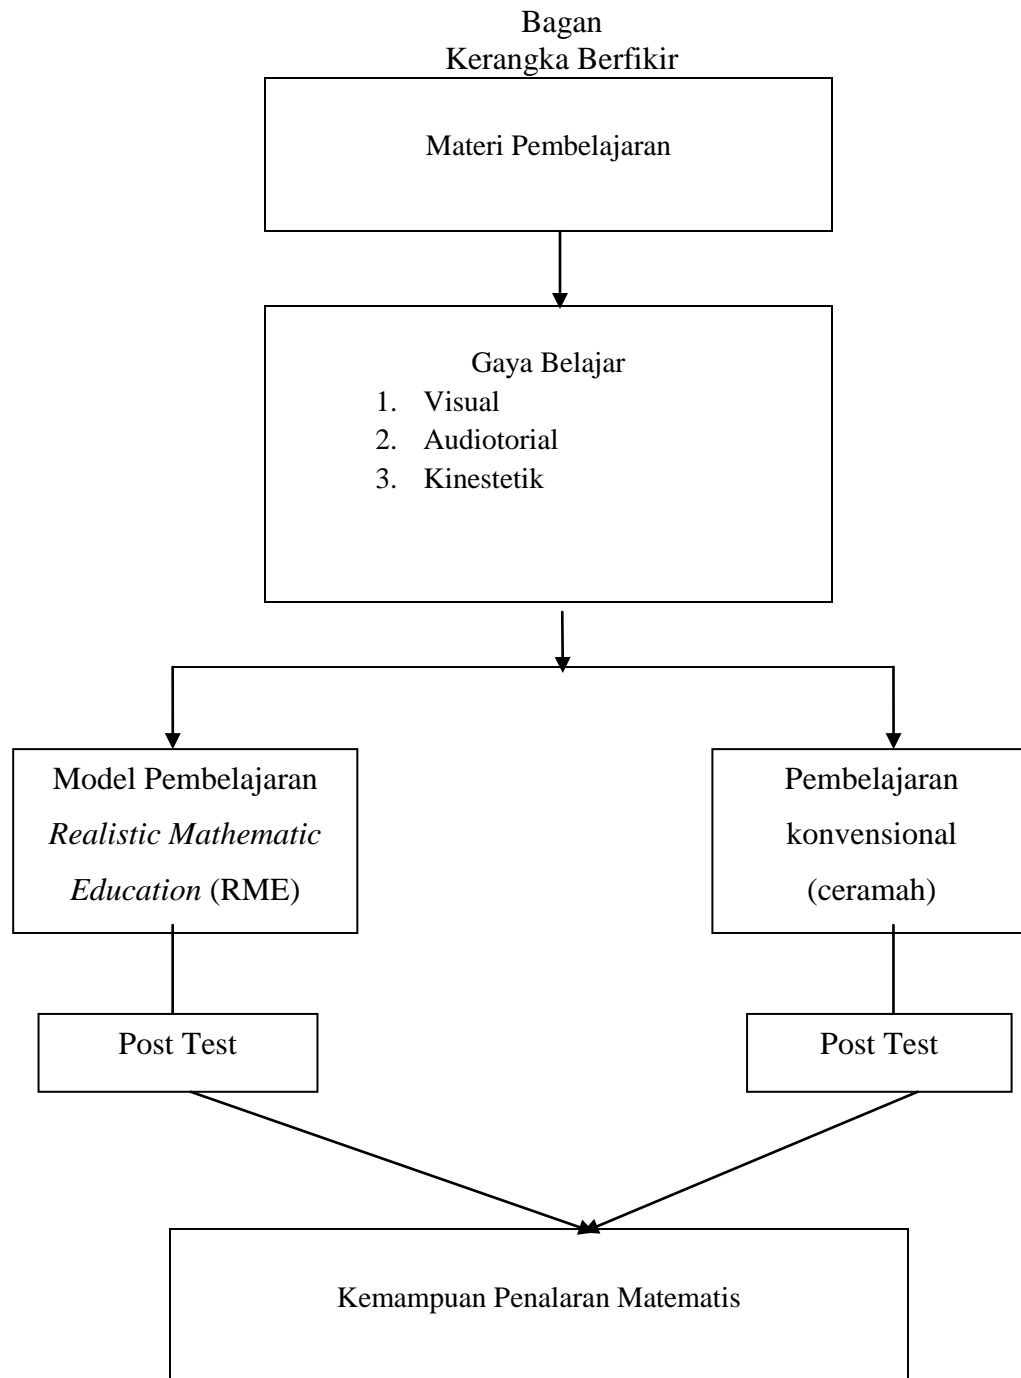 Bagan
Kerangka Berfikir
Materi Pembelajaran
Gaya Belajar
1. Visual
2. Audiotorial
3. Kinestetik
Model Pembelajaran
Realistic Mathematic
Education (RME)
Pembelajaran
konvensional
(ceramah)
Post Test
Post Test
Kemampuan Penalaran Matematis